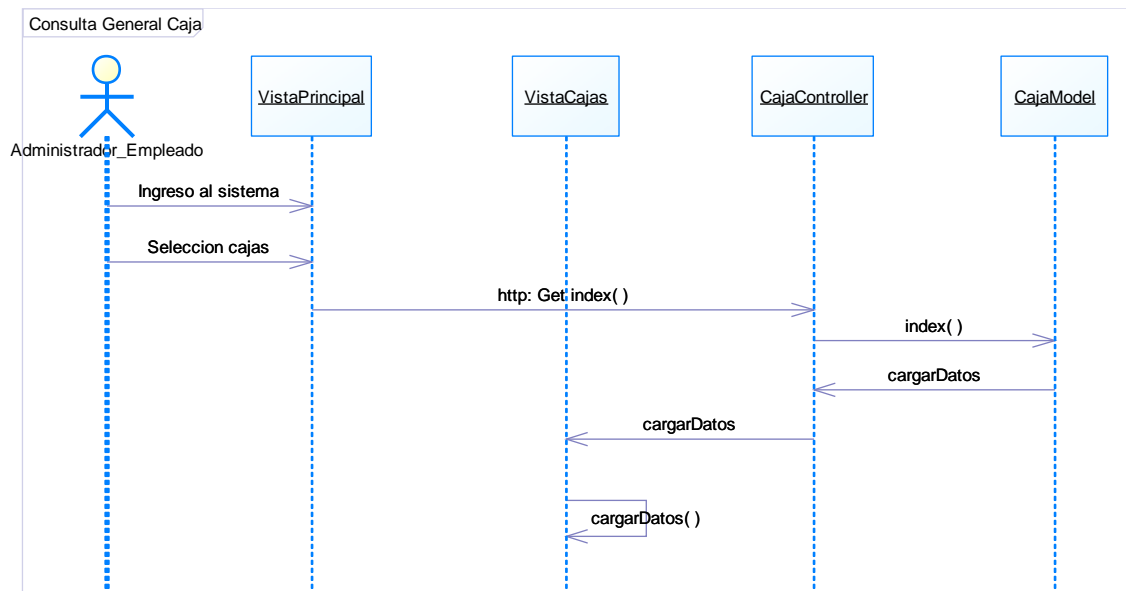 Consulta General Caja
VistaPrincipal
VistaCajas
CajaController
CajaModel
Administrador_Empleado
Ingreso al sistema
Seleccion cajas
http: Get index( )
index( )
cargarDatos
cargarDatos
cargarDatos( )